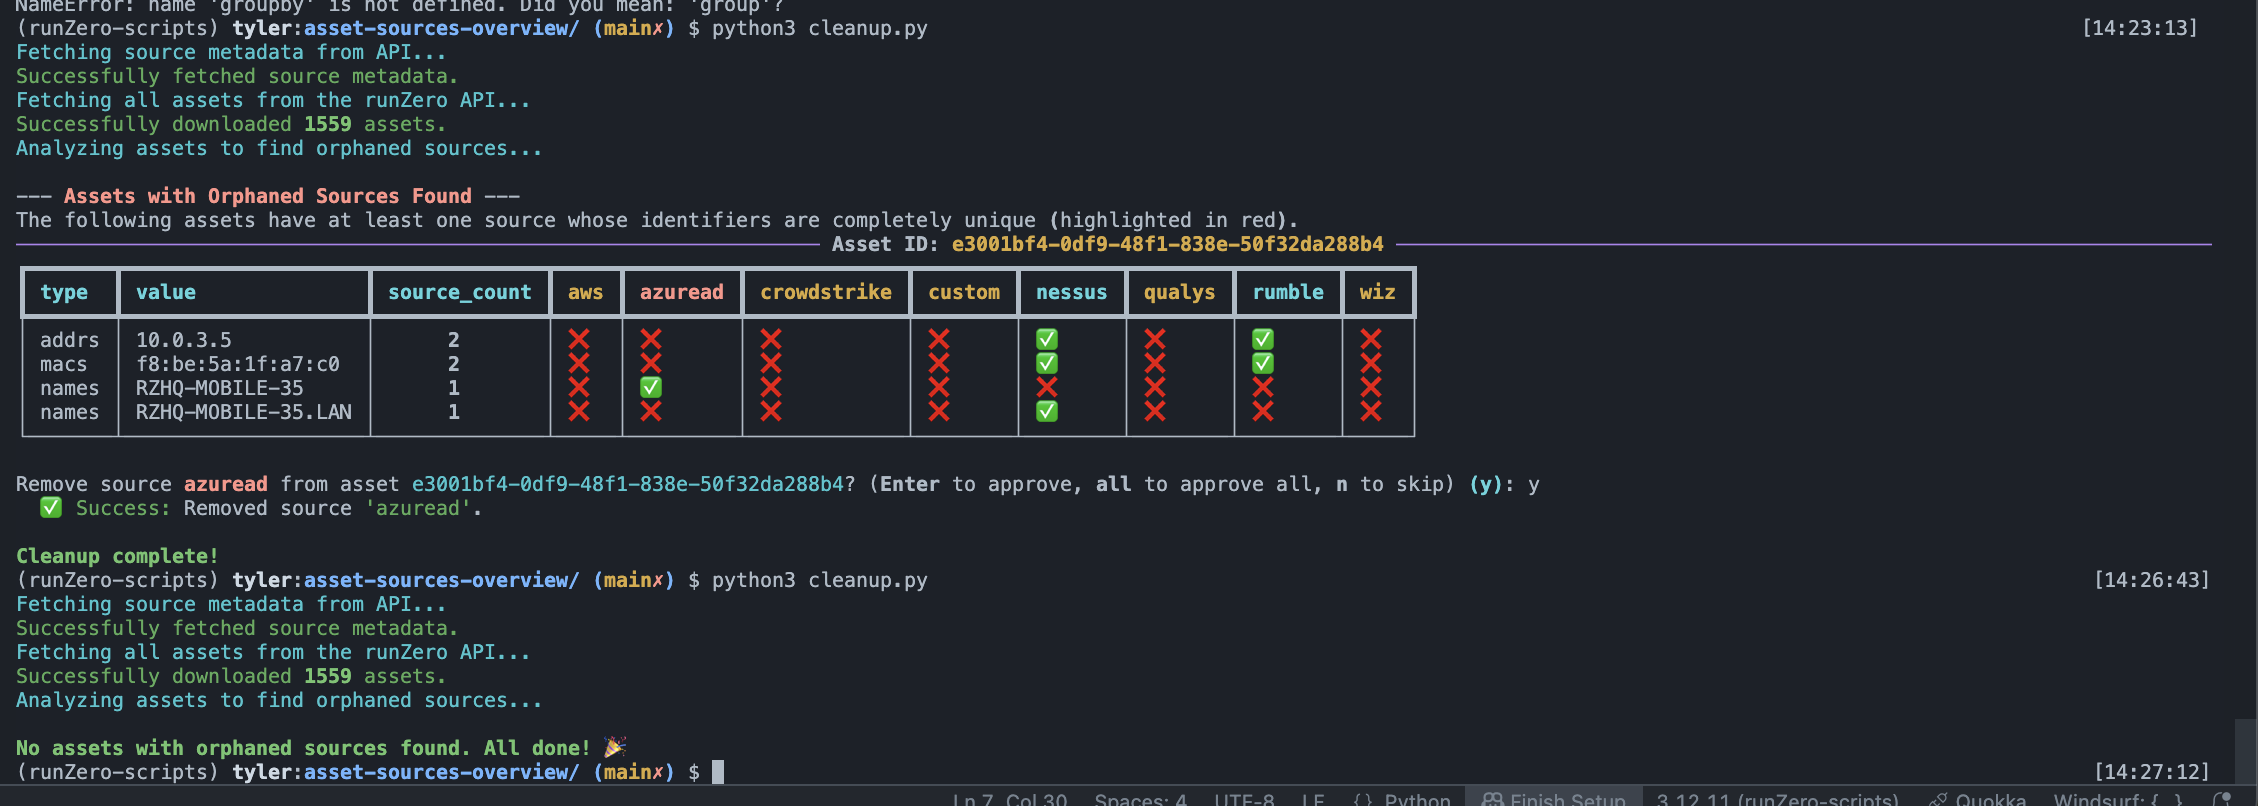 NameError: name 'groupby' is not defined. Did you mean: 'group'?
(runZero-scripts) tyler:asset-sources-overview/ (main✗) $ python3 cleanup.py [14:23:13]
Fetching source metadata from API...
Successfully fetched source metadata.
Fetching all assets from the runZero API...
Successfully downloaded 1559 assets.
Analyzing assets to find orphaned sources...
--- Assets with Orphaned Sources Found ---
The following assets have at least one source whose identifiers are completely unique (highlighted in red).
Asset ID: e3001bf4-0df9-48f1-838e-50f32da288b4
type value source_count aws azuread crowdstrike custom nessus qualys rumble wiz
addrs 10.0.3.5 2 ❌ ❌ ❌ ❌ ✅ ❌ ✅ ❌
macs f8:be:5a:1f:a7:c0 2 ❌ ❌ ❌ ❌ ✅ ❌ ✅ ❌
names RZHQ-MOBILE-35 1 ❌ ✅ ❌ ❌ ❌ ❌ ❌ ❌
names RZHQ-MOBILE-35.LAN 1 ❌ ❌ ❌ ❌ ✅ ❌ ❌ ❌
Remove source azuread from asset e3001bf4-0df9-48f1-838e-50f32da288b4? (Enter to approve, all to approve all, n to skip) (y): y
✅ Success: Removed source 'azuread'.
Cleanup complete!
(runZero-scripts) tyler:asset-sources-overview/ (main✗) $ python3 cleanup.py [14:26:43]
Fetching source metadata from API...
Successfully fetched source metadata.
Fetching all assets from the runZero API...
Successfully downloaded 1559 assets.
Analyzing assets to find orphaned sources...
No assets with orphaned sources found. All done! 🎉
(runZero-scripts) tyler:asset-sources-overview/ (main✗) $ [14:27:12]
Ln 7, Col 30 Spaces: 4 UTF-8 LF {} Python Finish Setup 3.12.11 (runZero-scripts) Quokka Windsurf: {...}